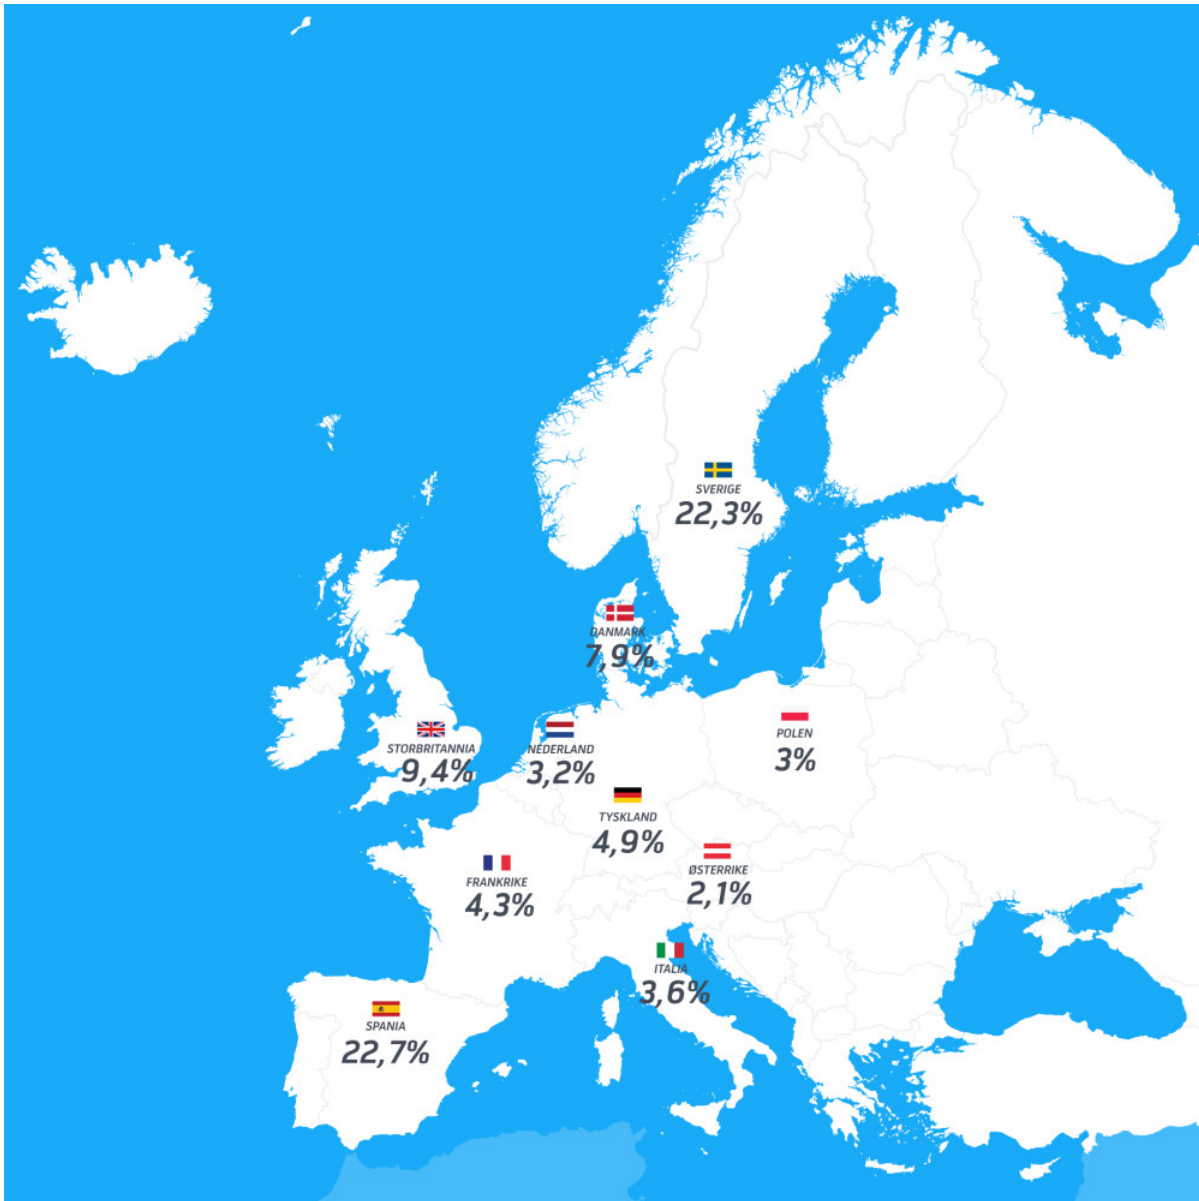 SVERIGE
22,3%
DANMARK
7,9%
STORBRITANNIA
9,4%
NEDERLAND
3,2%
POLEN
3%
TYSKLAND
4,9%
FRANKRIKE
4,3%
ØSTERRIKE
2,1%
ITALIA
3,6%
SPANIA
22,7%